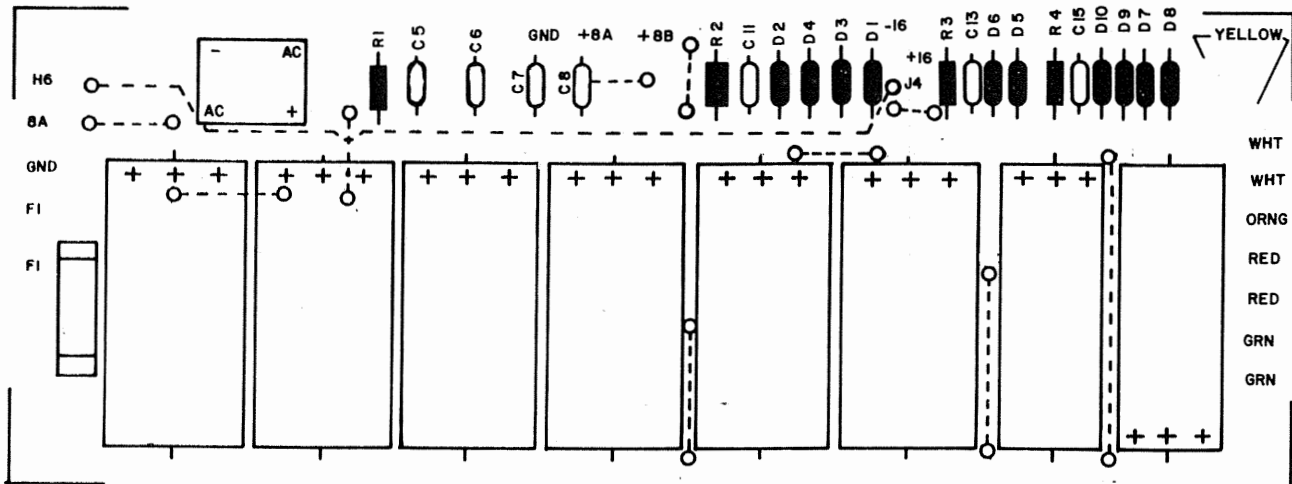 - AC
AC +
H6
8A
GND
F1
F1
R1
C5
C6
GND +8A +8B
C7
C8
R2
C11
D2
D4
D3
D1
-16
+16
J4
R3
C13
D6
D5
R4
C15
D10
D9
D7
D8
YELLOW
WHT
WHT
ORNG
RED
RED
GRN
GRN
+ + +
+ + +
+ + +
+ + +
+ + +
+ + +
+ + +
+ + +